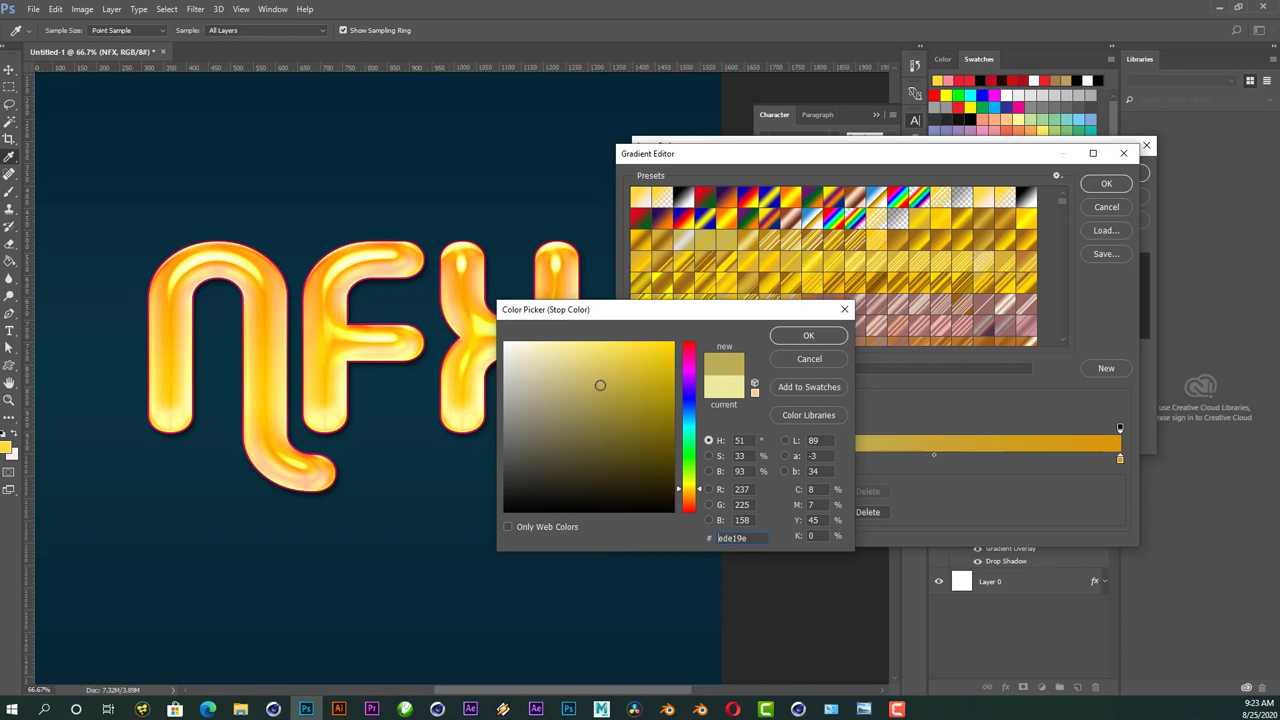 Ps File Edit Image Layer Type Select Filter 3D View Window Help
Sample Size: Point Sample Sample: All Layers Show Sampling Ring
Untitled-1 @ 66.7% (NFX, RGB/8#) * ×
Color Swatches
Libraries
Character Paragraph
Gradient Editor
Presets
OK
Cancel
Load...
Save...
New
NFX
Color Picker (Stop Color)
new
current
OK
Cancel
Add to Swatches
Color Libraries
H: 51 °
S: 33 %
B: 93 %
R: 237
G: 225
B: 158
# ede19e
L: 89
a: -3
b: 34
C: 8 %
M: 7 %
Y: 45 %
K: 0 %
Only Web Colors
Delete
Delete
use Creative Cloud Libraries,
please sign in to Creative Cloud
Gradient Overlay
Drop Shadow
Layer 0 fx
66.67% Doc: 7.32M/3.89M
9:23 AM
8/25/2020